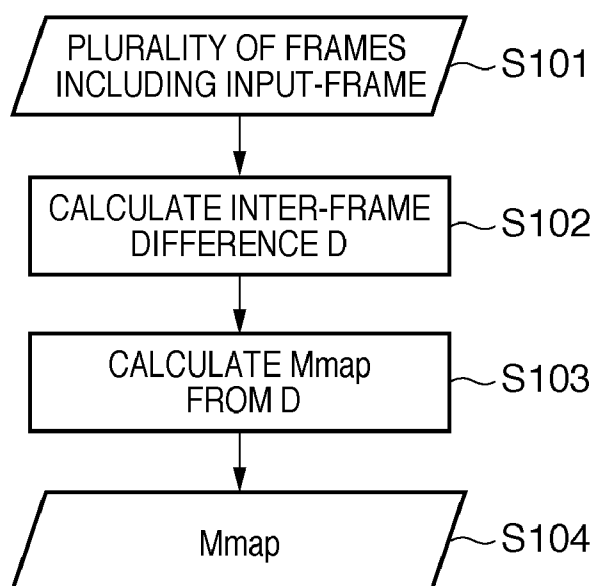 PLURALITY OF FRAMES
INCLUDING INPUT-FRAME
S101
CALCULATE INTER-FRAME
DIFFERENCE D
S102
CALCULATE Mmap
FROM D
S103
Mmap
S104